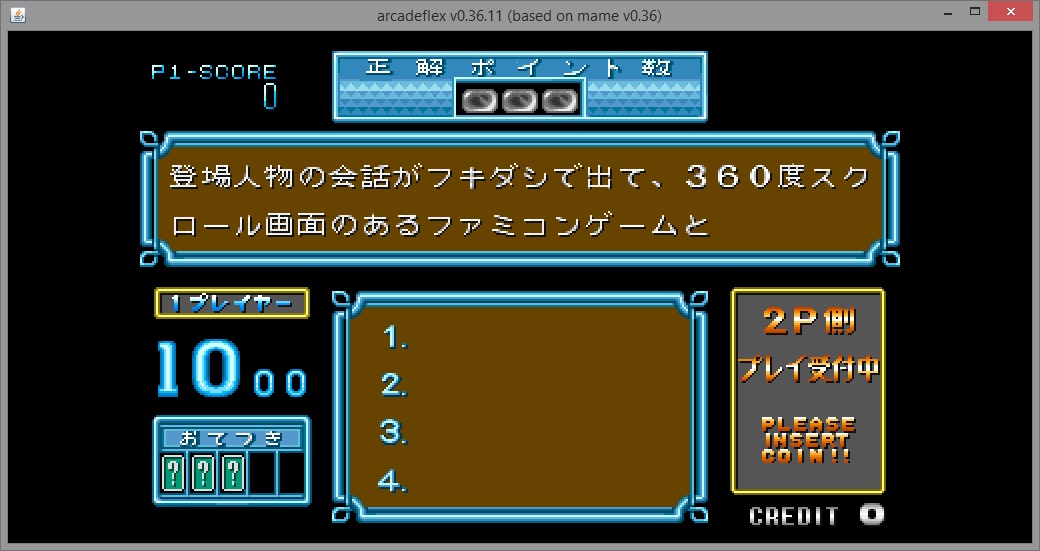 arcadeflex v0.36.11 (based on mame v0.36)
P1-SCORE
0
正解ポイント数
登場人物の会話がフキダシで出て、360度スク
ロール画面のあるファミコンゲームと
1プレイヤー
10 00
おてつき
? ? ?
1.
2.
3.
4.
2P側
プレイ受付中
PLEASE
INSERT
COIN!!
CREDIT 0